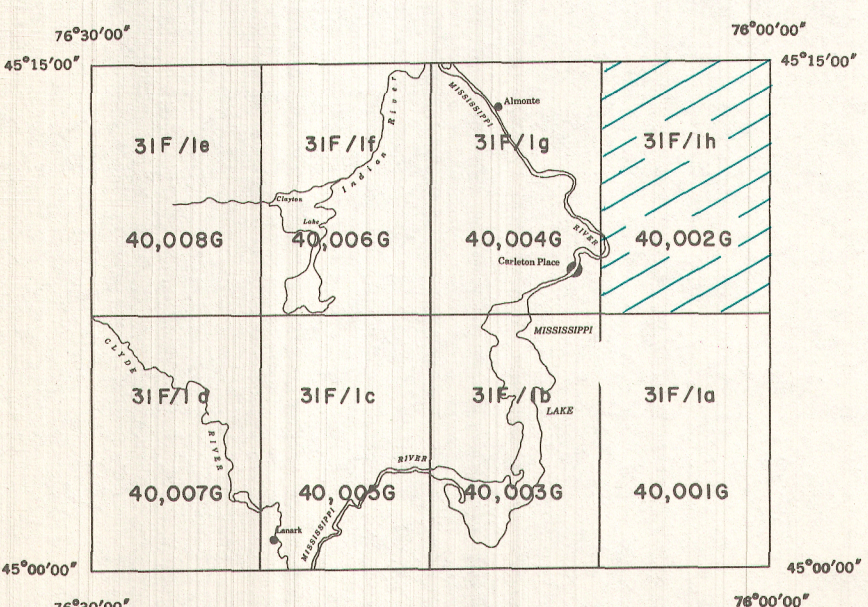 76°30′00″
76°00′00″
45°15′00″
45°15′00″
MISSISSIPPI
Almonte
31F/1e
31F/1f
31F/1g
31F/1h
Indian River
Clayton
Lake
40,008G
40,006G
40,004G
RIVER
40,002G
Carleton Place
MISSISSIPPI
CLYDE
31F/1d
31F/1c
31F/1b
31F/1a
LAKE
RIVER
RIVER
40,007G
40,005G
40,003G
40,001G
MISSISSIPPI
Lanark
45°00′00″
45°00′00″
76°00′00″
76°30′00″